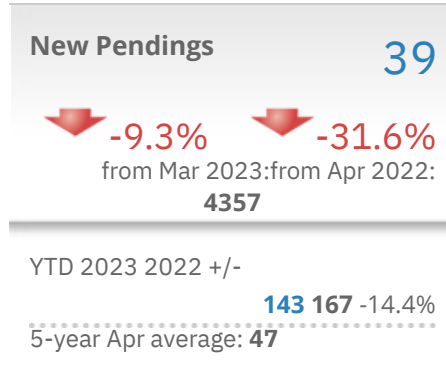 New Pendings
39
-9.3% -31.6%
from Mar 2023:from Apr 2022:
4357
YTD 2023 2022 +/-
143 167 -14.4%
5-year Apr average: 47